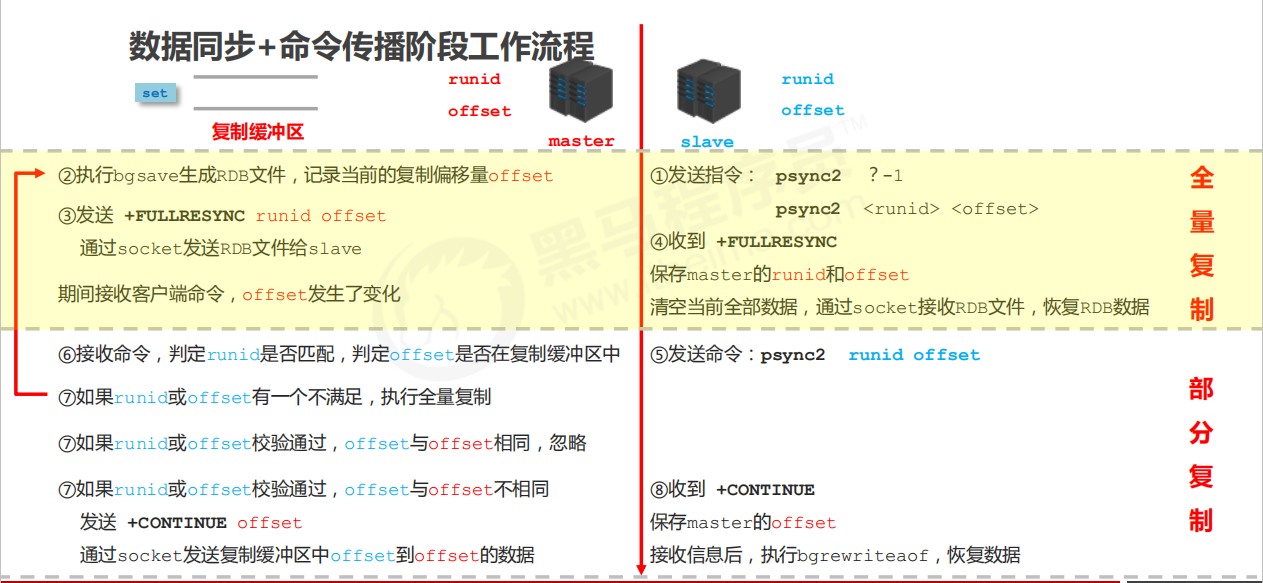 数据同步+命令传播阶段工作流程
set
复制缓冲区
runid
offset
master
slave
runid
offset
②执行bgsave生成RDB文件，记录当前的复制偏移量offset
③发送 +FULLRESYNC runid offset
通过socket发送RDB文件给slave
期间接收客户端命令，offset发生了变化
①发送指令： psync2 ？-1
psync2 <runid> <offset>
④收到 +FULLRESYNC
保存master的runid和offset
清空当前全部数据，通过socket接收RDB文件，恢复RDB数据
全量复制
⑥接收命令，判定runid是否匹配，判定offset是否在复制缓冲区中
⑦如果runid或offset有一个不满足，执行全量复制
⑦如果runid或offset校验通过，offset与offset相同，忽略
⑦如果runid或offset校验通过，offset与offset不相同
发送 +CONTINUE offset
通过socket发送复制缓冲区中offset到offset的数据
⑤发送命令：psync2 runid offset
⑧收到 +CONTINUE
保存master的offset
接收信息后，执行bgrewriteaof，恢复数据
部分复制
黑马程序员™
www.itheima.com